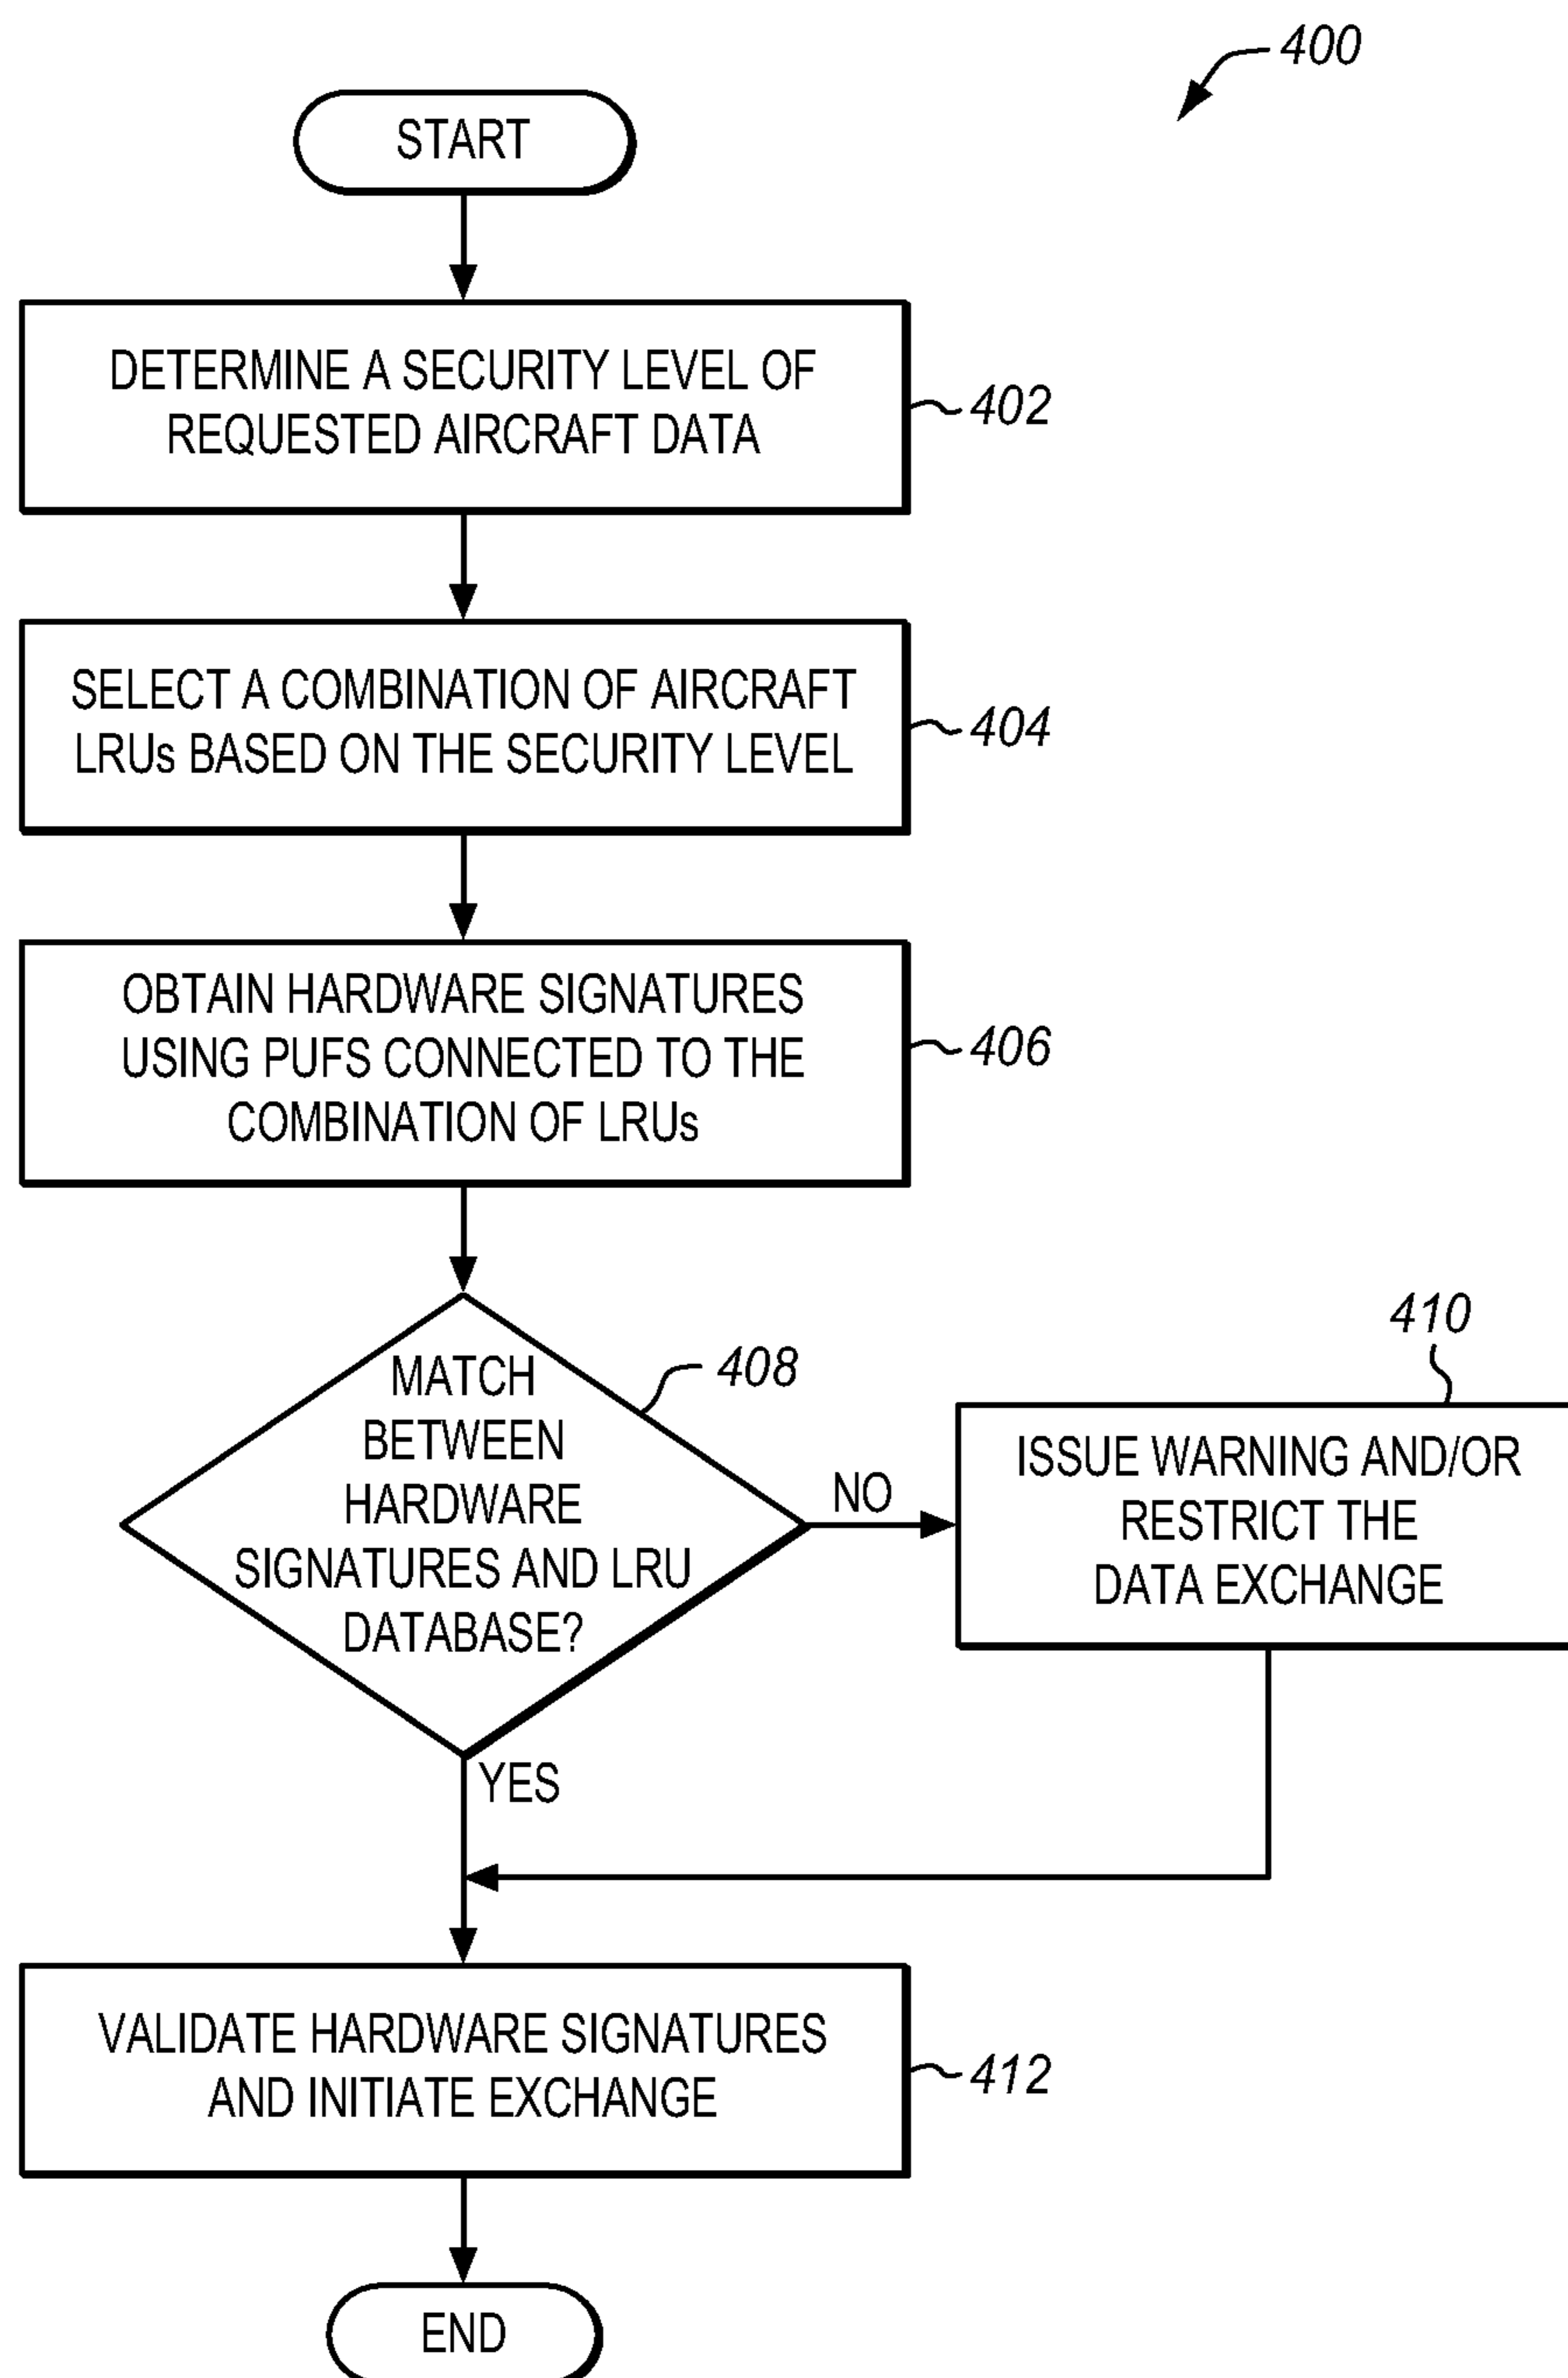 400
START
DETERMINE A SECURITY LEVEL OF
REQUESTED AIRCRAFT DATA
402
SELECT A COMBINATION OF AIRCRAFT
LRUs BASED ON THE SECURITY LEVEL
404
OBTAIN HARDWARE SIGNATURES
USING PUFS CONNECTED TO THE
COMBINATION OF LRUs
406
MATCH
BETWEEN
HARDWARE
SIGNATURES AND LRU
DATABASE?
408
NO
410
ISSUE WARNING AND/OR
RESTRICT THE
DATA EXCHANGE
YES
VALIDATE HARDWARE SIGNATURES
AND INITIATE EXCHANGE
412
END